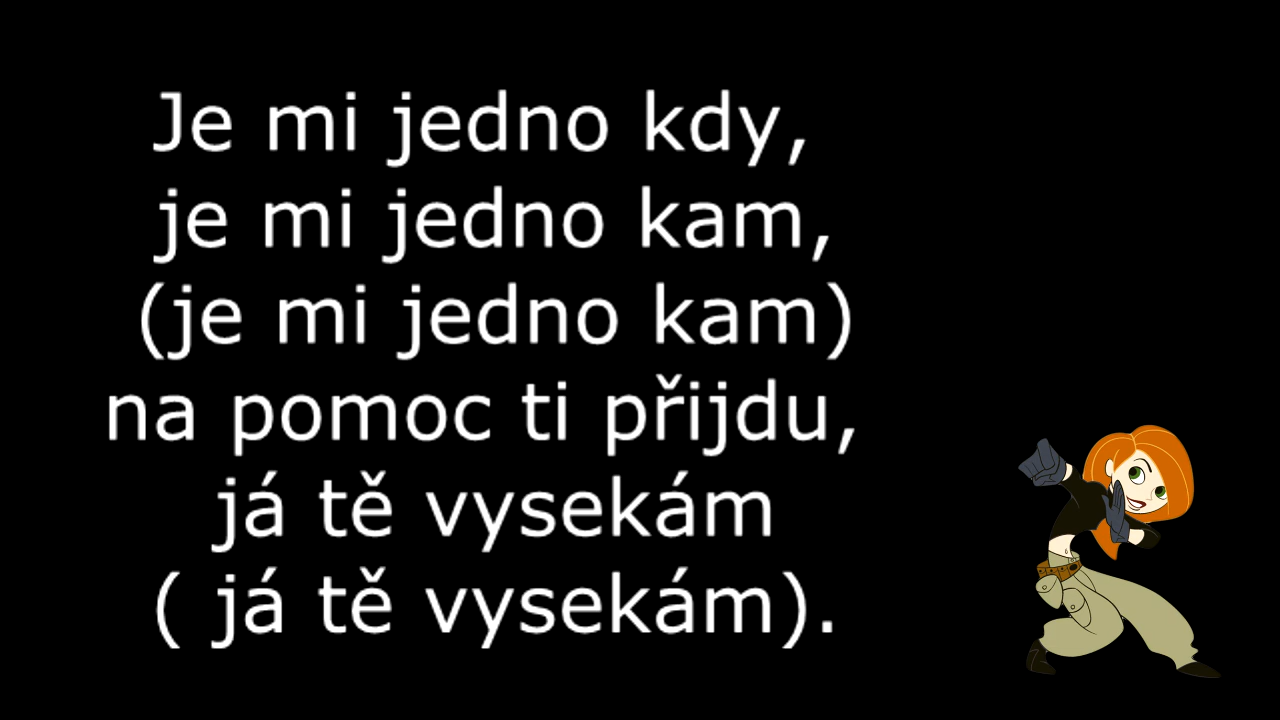 Je mi jedno kdy,
je mi jedno kam,
(je mi jedno kam)
na pomoc ti přijdu,
já tě vysekám
( já tě vysekám).